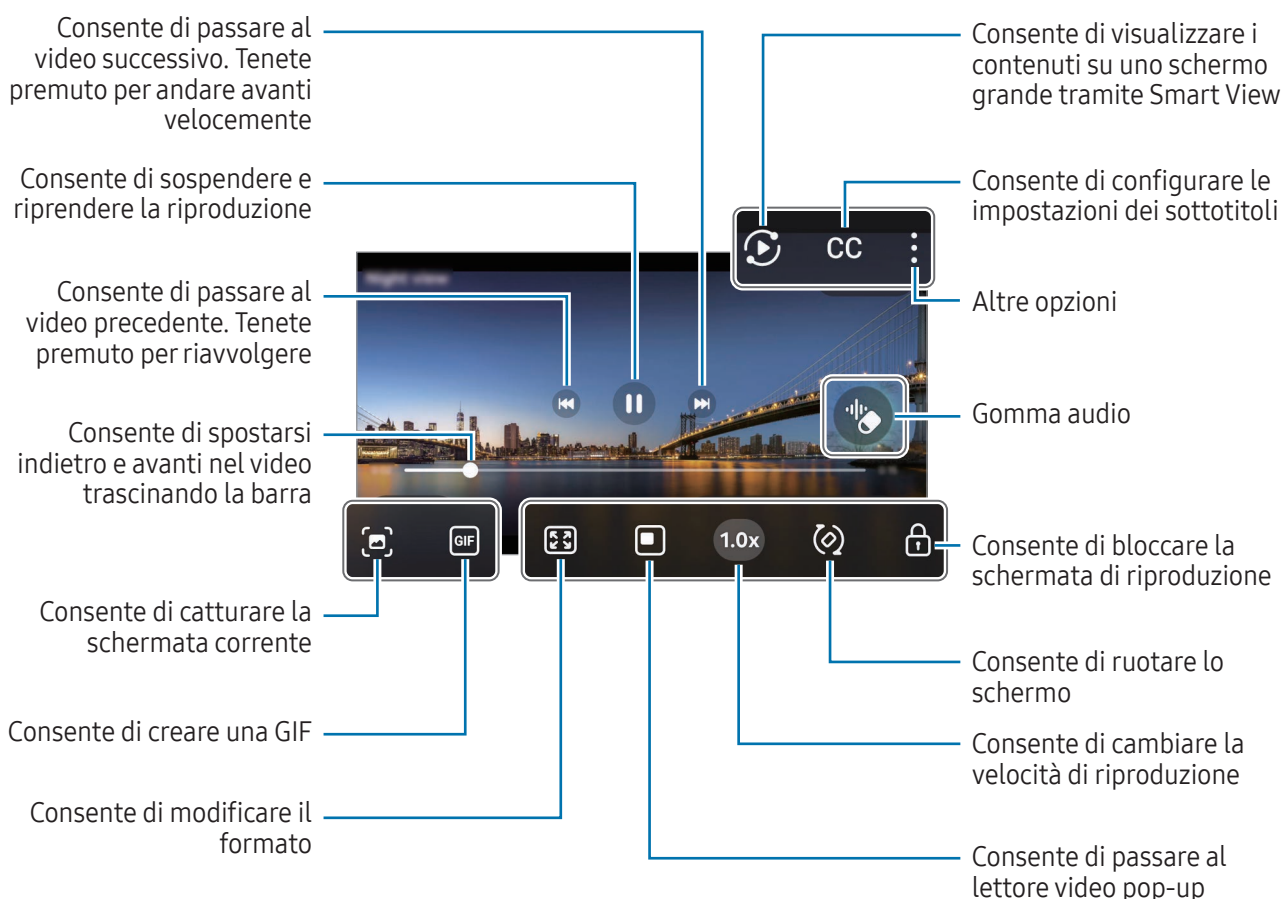 Consente di passare al
video successivo. Tenete
premuto per andare avanti
velocemente
Consente di sospendere e
riprendere la riproduzione
Consente di passare al
video precedente. Tenete
premuto per riavvolgere
Consente di spostarsi
indietro e avanti nel video
trascinando la barra
Consente di catturare la
schermata corrente
Consente di creare una GIF
Consente di modificare il
formato
Night view
CC
GIF
1.0x
Consente di visualizzare i
contenuti su uno schermo
grande tramite Smart View
Consente di configurare le
impostazioni dei sottotitoli
Altre opzioni
Gomma audio
Consente di bloccare la
schermata di riproduzione
Consente di ruotare lo
schermo
Consente di cambiare la
velocità di riproduzione
Consente di passare al
lettore video pop-up